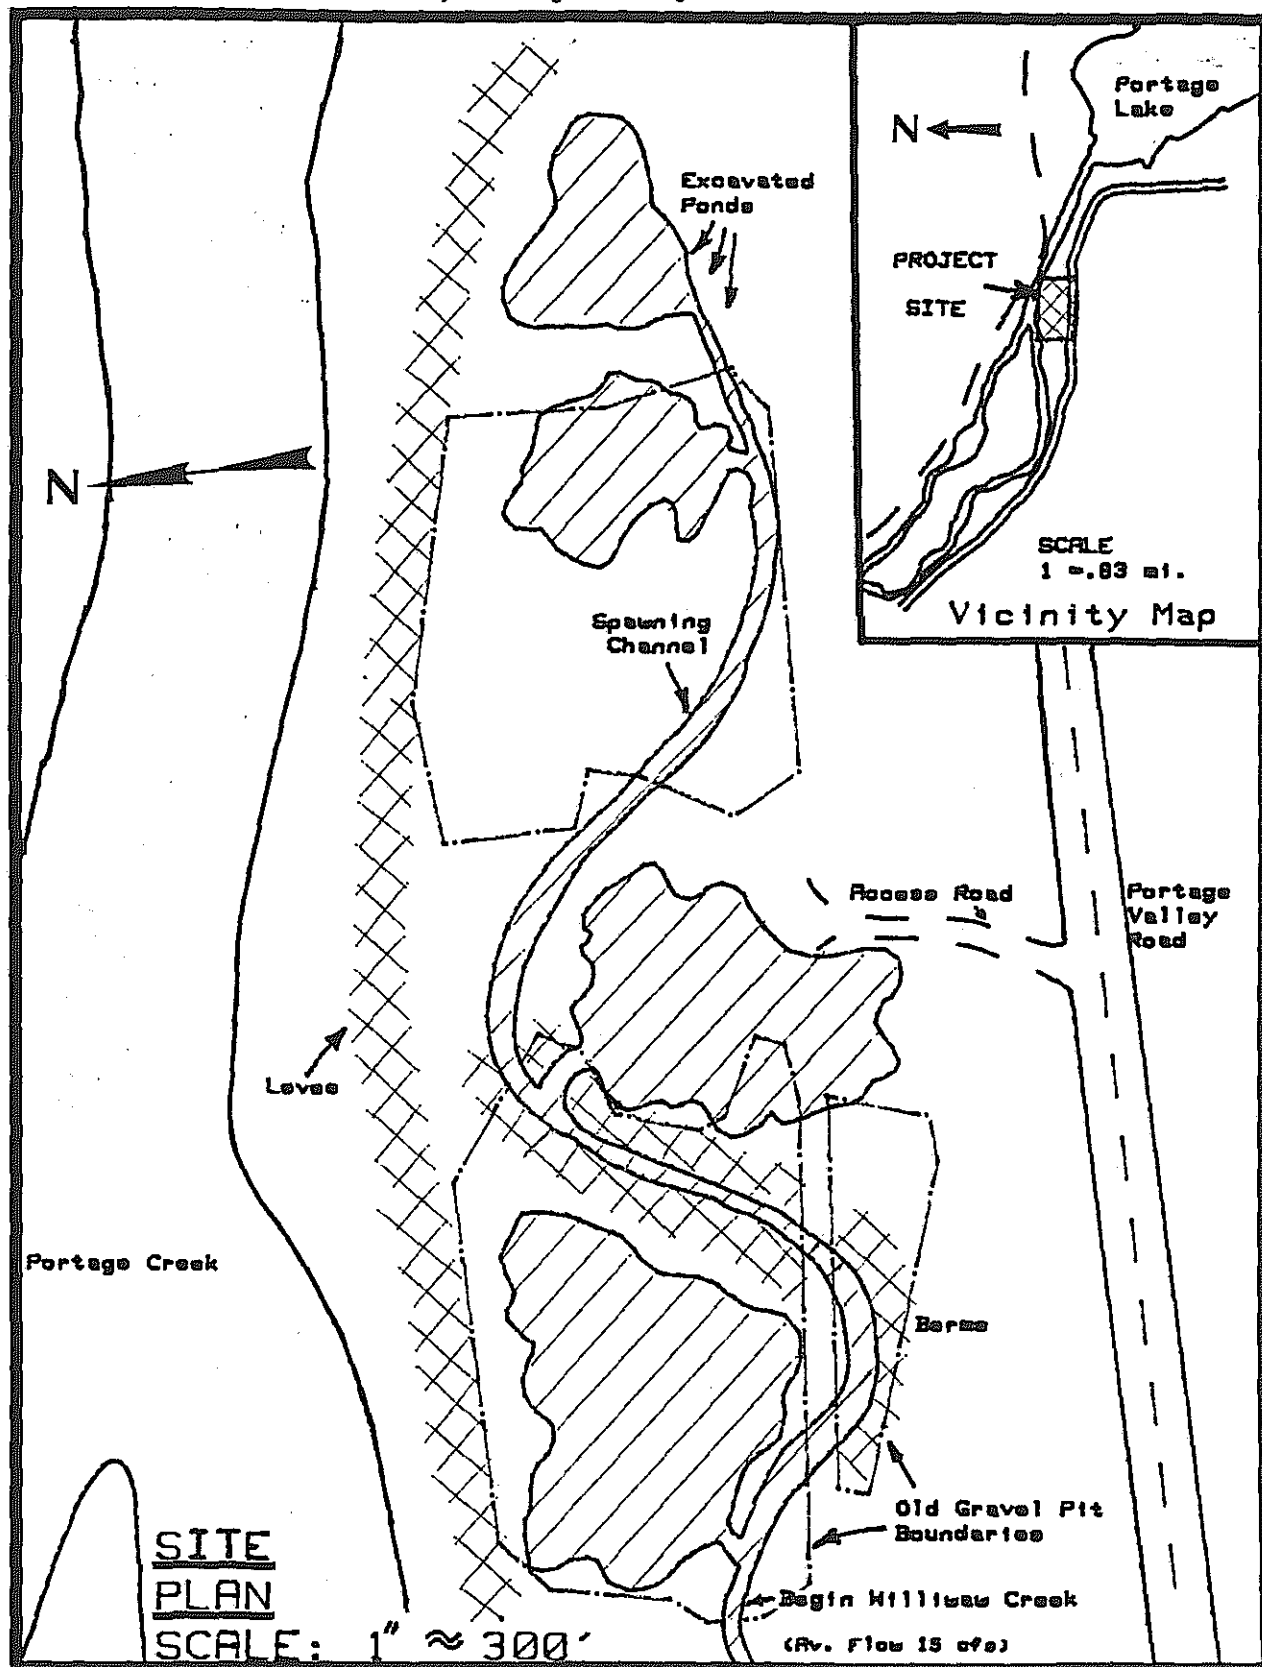 Portage
Lake
N
Excavated
Ponds
PROJECT
SITE
N
SCALE
1 =.83 mi.
Vicinity Map
Spawning
Channel
Access Road
Portage
Valley
Road
Levee
Portage Creek
Berms
Old Gravel Pit
Boundaries
SITE
PLAN
SCALE: 1" ≈ 300'
Begin Williwaw Creek
(Av. Flow 15 cfs)